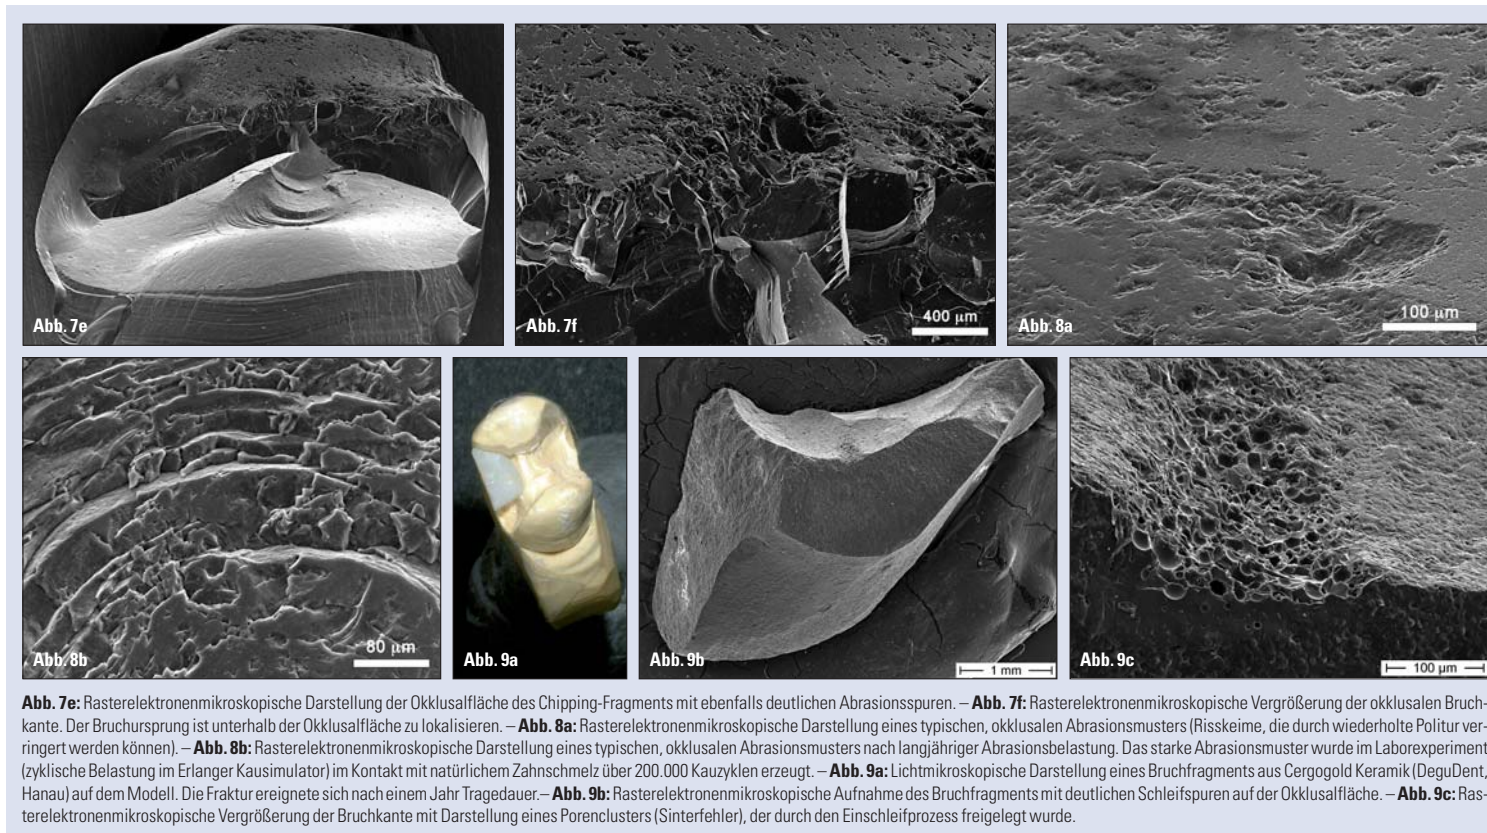 Abb. 7e
400 µm
Abb. 7f
100 µm
Abb. 8a
80 µm
Abb. 8b
Abb. 9a
Abb. 9b
1 mm
Abb. 9c
100 µm
Abb. 7e: Rasterelektronenmikroskopische Darstellung der Okklusalfläche des Chipping-Fragments mit ebenfalls deutlichen Abrasionsspuren. – Abb. 7f: Rasterelektronenmikroskopische Vergrößerung der okklusalen Bruch-
kante. Der Bruchursprung ist unterhalb der Okklusalfläche zu lokalisieren. – Abb. 8a: Rasterelektronenmikroskopische Darstellung eines typischen, okklusalen Abrasionsmusters (Risskeime, die durch wiederholte Politur ver-
ringert werden können). – Abb. 8b: Rasterelektronenmikroskopische Darstellung eines typischen, okklusalen Abrasionsmusters nach langjähriger Abrasionsbelastung. Das starke Abrasionsmuster wurde im Laborexperiment
(zyklische Belastung im Erlanger Kausimulator) im Kontakt mit natürlichem Zahnschmelz über 200.000 Kauzyklen erzeugt. – Abb. 9a: Lichtmikroskopische Darstellung eines Bruchfragments aus Cergogold Keramik (DeguDent,
Hanau) auf dem Modell. Die Fraktur ereignete sich nach einem Jahr Tragedauer.– Abb. 9b: Rasterelektronenmikroskopische Aufnahme des Bruchfragments mit deutlichen Schleifspuren auf der Okklusalfläche. – Abb. 9c: Ras-
terelektronenmikroskopische Vergrößerung der Bruchkante mit Darstellung eines Porenclusters (Sinterfehler), der durch den Einschleifprozess freigelegt wurde.